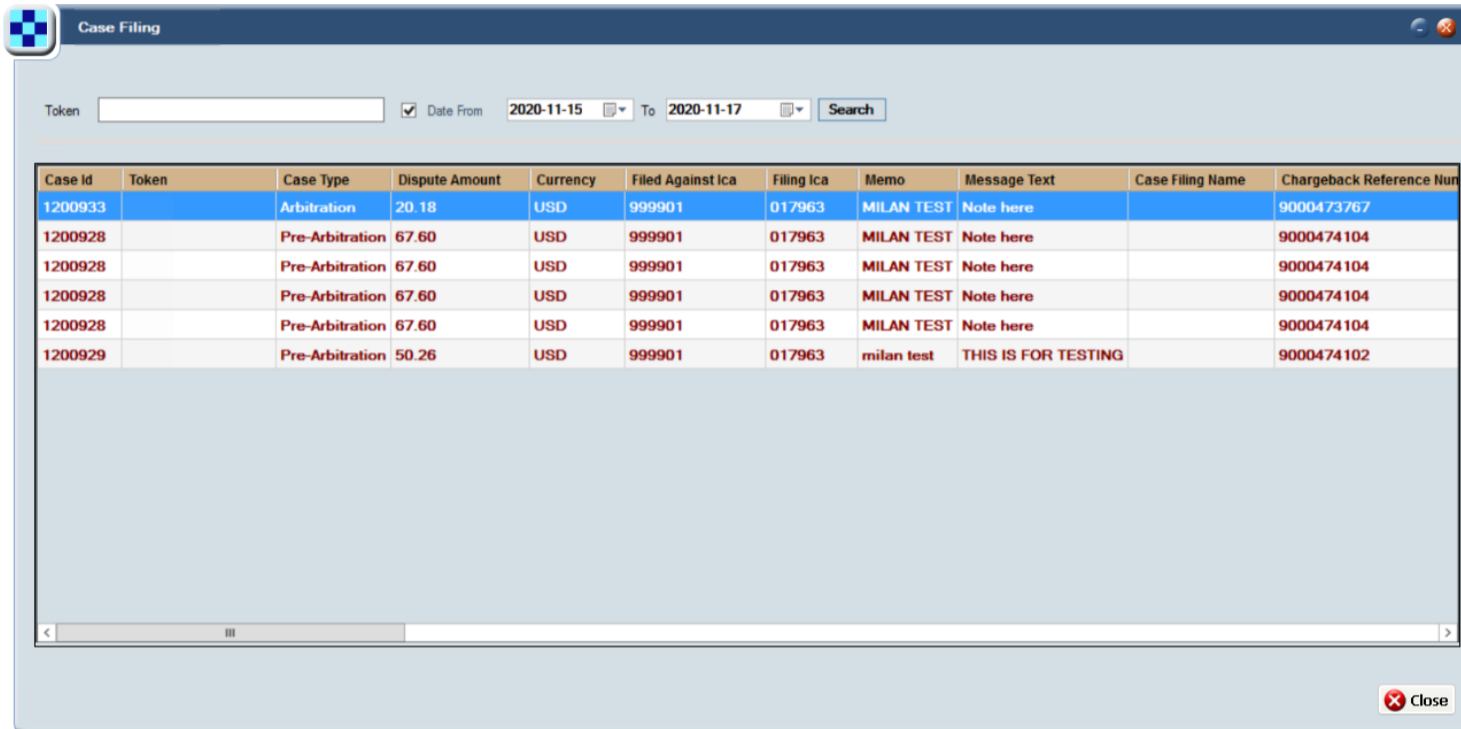 Case Filing
Token Date From 2020-11-15 To 2020-11-17 Search
Case Id Token Case Type Dispute Amount Currency Filed Against Ica Filing Ica Memo Message Text Case Filing Name Chargeback Reference Num
1200933 Arbitration 20.18 USD 999901 017963 MILAN TEST Note here 9000473767
1200928 Pre-Arbitration 67.60 USD 999901 017963 MILAN TEST Note here 9000474104
1200928 Pre-Arbitration 67.60 USD 999901 017963 MILAN TEST Note here 9000474104
1200928 Pre-Arbitration 67.60 USD 999901 017963 MILAN TEST Note here 9000474104
1200928 Pre-Arbitration 67.60 USD 999901 017963 MILAN TEST Note here 9000474104
1200929 Pre-Arbitration 50.26 USD 999901 017963 milan test THIS IS FOR TESTING 9000474102
Close